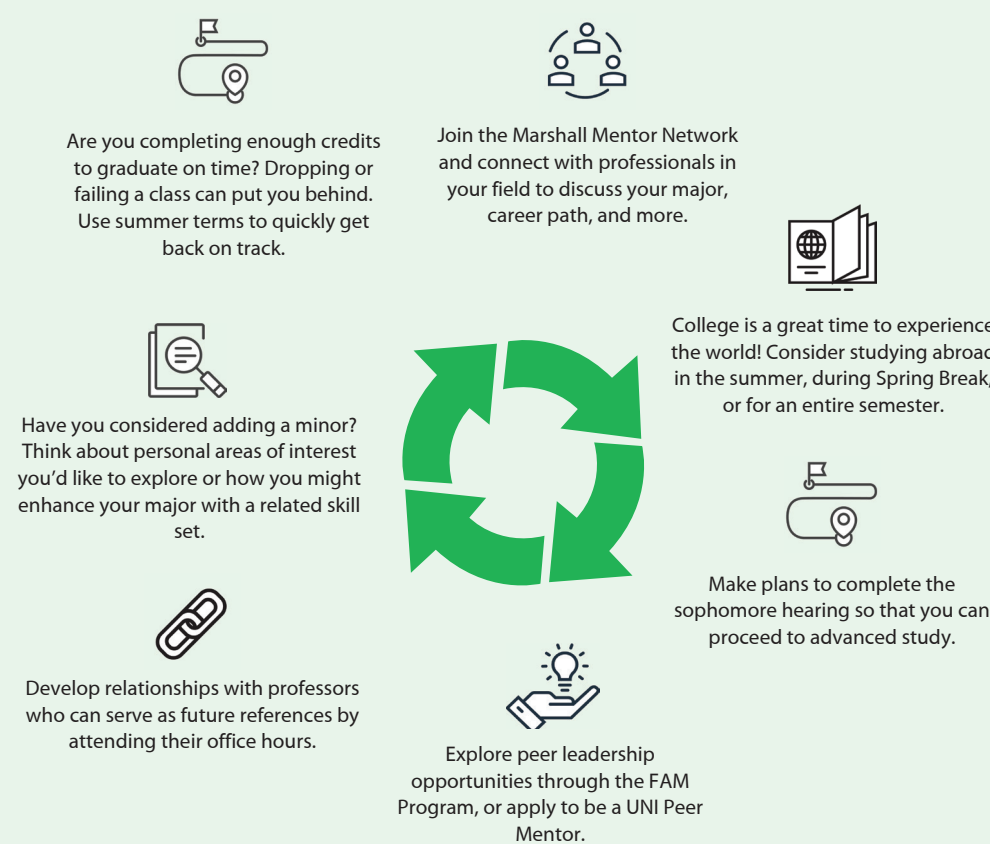 Are you completing enough credits
to graduate on time? Dropping or
failing a class can put you behind.
Use summer terms to quickly get
back on track.
Join the Marshall Mentor Network
and connect with professionals in
your field to discuss your major,
career path, and more.
College is a great time to experience
the world! Consider studying abroad
in the summer, during Spring Break,
or for an entire semester.
Have you considered adding a minor?
Think about personal areas of interest
you’d like to explore or how you might
enhance your major with a related skill
set.
Make plans to complete the
sophomore hearing so that you can
proceed to advanced study.
Develop relationships with professors
who can serve as future references by
attending their office hours.
Explore peer leadership
opportunities through the FAM
Program, or apply to be a UNI Peer
Mentor.